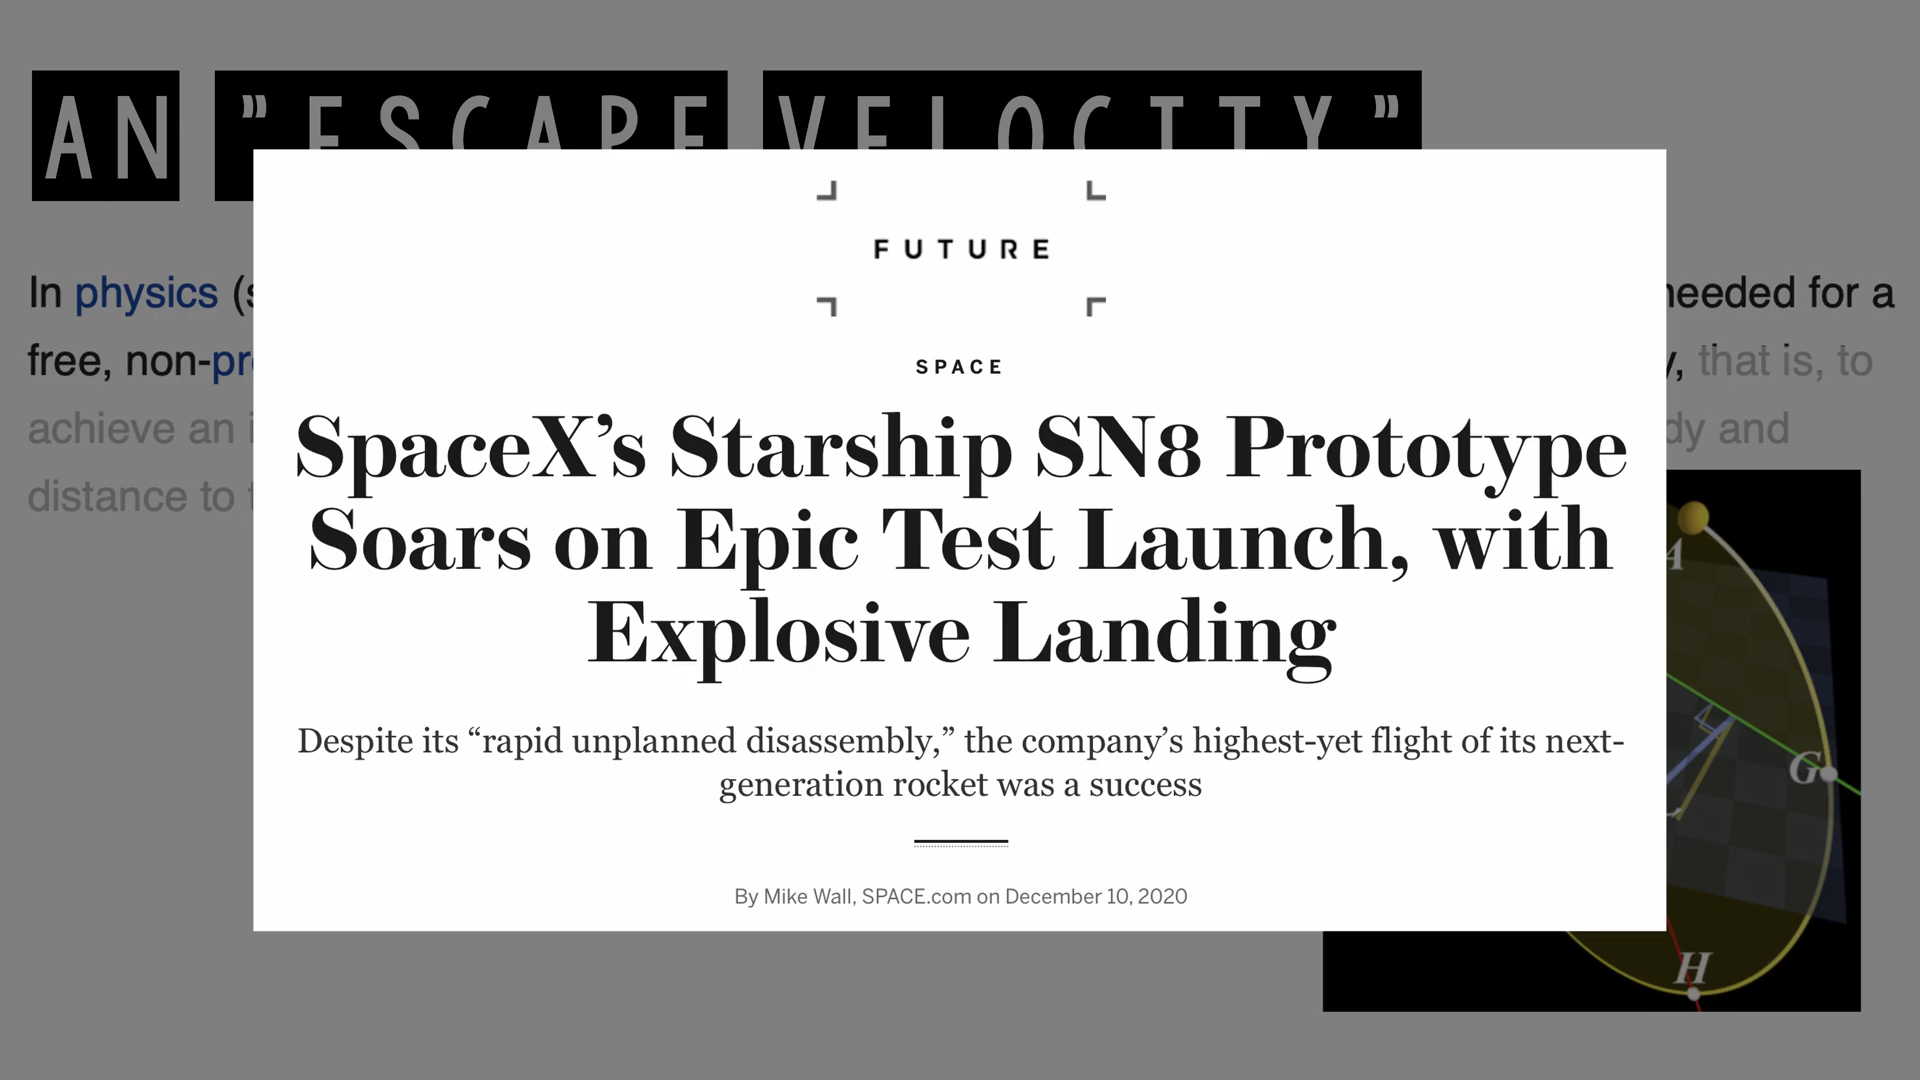 AN "ESCAPE VELOCITY"
In physics (
needed for a
free, non-
, that is, to
achieve an
and
distance to
FUTURE
SPACE
SpaceX’s Starship SN8 Prototype
Soars on Epic Test Launch, with
Explosive Landing
Despite its “rapid unplanned disassembly,” the company’s highest-yet flight of its next-
generation rocket was a success
By Mike Wall, SPACE.com on December 10, 2020
A
G
H